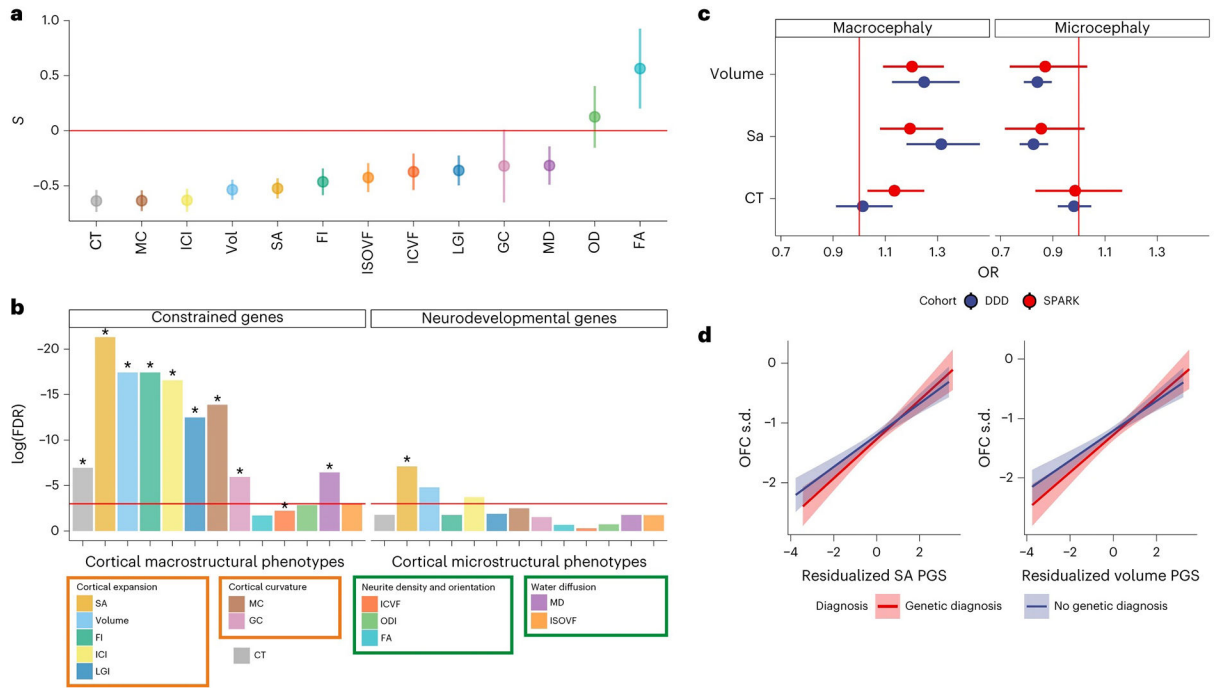 a
1.0
0.5
0
−0.5
S
CT MC ICI Vol SA FI ISOVF ICVF LGI GC MD OD FA
b
Constrained genes Neurodevelopmental genes
−20
−15
−10
−5
0
log(FDR)
* * * * * * * * * * *
Cortical macrostructural phenotypes Cortical microstructural phenotypes
Cortical expansion
SA
Volume
FI
ICI
LGI
Cortical curvature
MC
GC
CT
Neurite density and orientation
ICVF
ODI
FA
Water diffusion
MD
ISOVF
c
Macrocephaly Microcephaly
Volume
Sa
CT
0.7 0.9 1.1 1.3 0.7 0.9 1.1 1.3
OR
Cohort DDD SPARK
d
0
−1
−2
OFC s.d.
−4 −2 0 2
Residualized SA PGS
0
−1
−2
OFC s.d.
−4 −2 0 2
Residualized volume PGS
Diagnosis Genetic diagnosis No genetic diagnosis